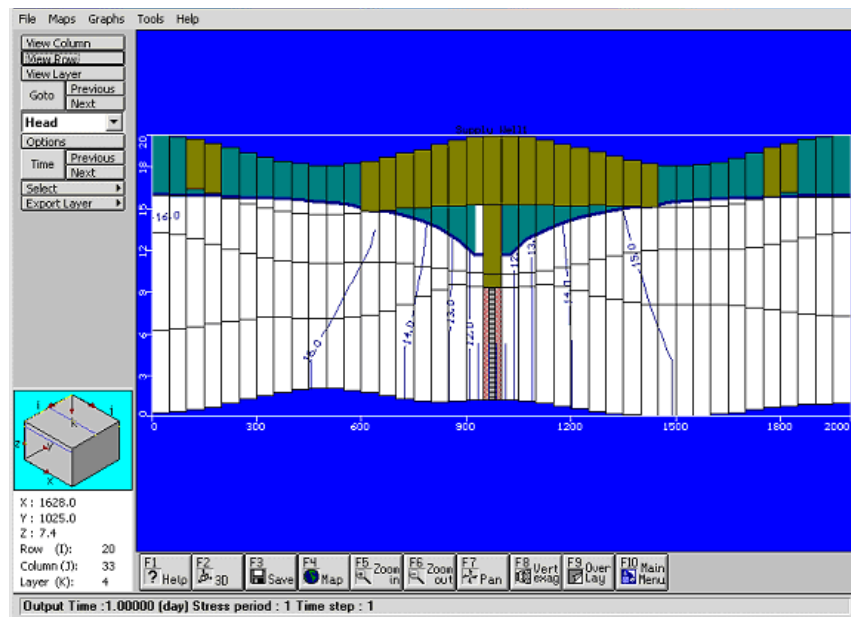 File Maps Graphs Tools Help
View Column
View Row
View Layer
Goto Previous
Next
Head
Options
Time Previous
Next
Select
Export Layer
Supply Well1
20
18
15
12
9
6
3
0
16.0
15.0
14.0
13.0
12.0
12.
13.
14.0
15.0
0 300 600 900 1200 1500 1800 2000
i j k
Z Y X
X : 1628.0
Y : 1025.0
Z : 7.4
Row (I): 20
Column (J): 33
Layer (K): 4
F1 ? Help
F2 3D
F3 Save
F4 Map
F5 Zoom in
F6 Zoom out
F7 Pan
F8 Vert exag
F9 Over Lay
F10 Main Menu
Output Time :1.00000 (day) Stress period : 1 Time step : 1